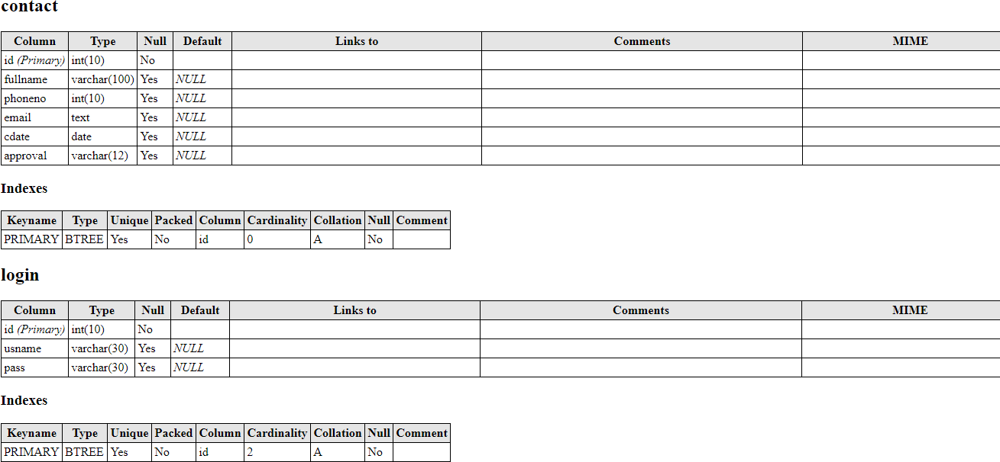 contact
Column Type Null Default Links to Comments MIME
id (Primary) int(10) No
fullname varchar(100) Yes NULL
phoneno int(10) Yes NULL
email text Yes NULL
cdate date Yes NULL
approval varchar(12) Yes NULL
Indexes
Keyname Type Unique Packed Column Cardinality Collation Null Comment
PRIMARY BTREE Yes No id 0 A No
login
Column Type Null Default Links to Comments MIME
id (Primary) int(10) No
usname varchar(30) Yes NULL
pass varchar(30) Yes NULL
Indexes
Keyname Type Unique Packed Column Cardinality Collation Null Comment
PRIMARY BTREE Yes No id 2 A No